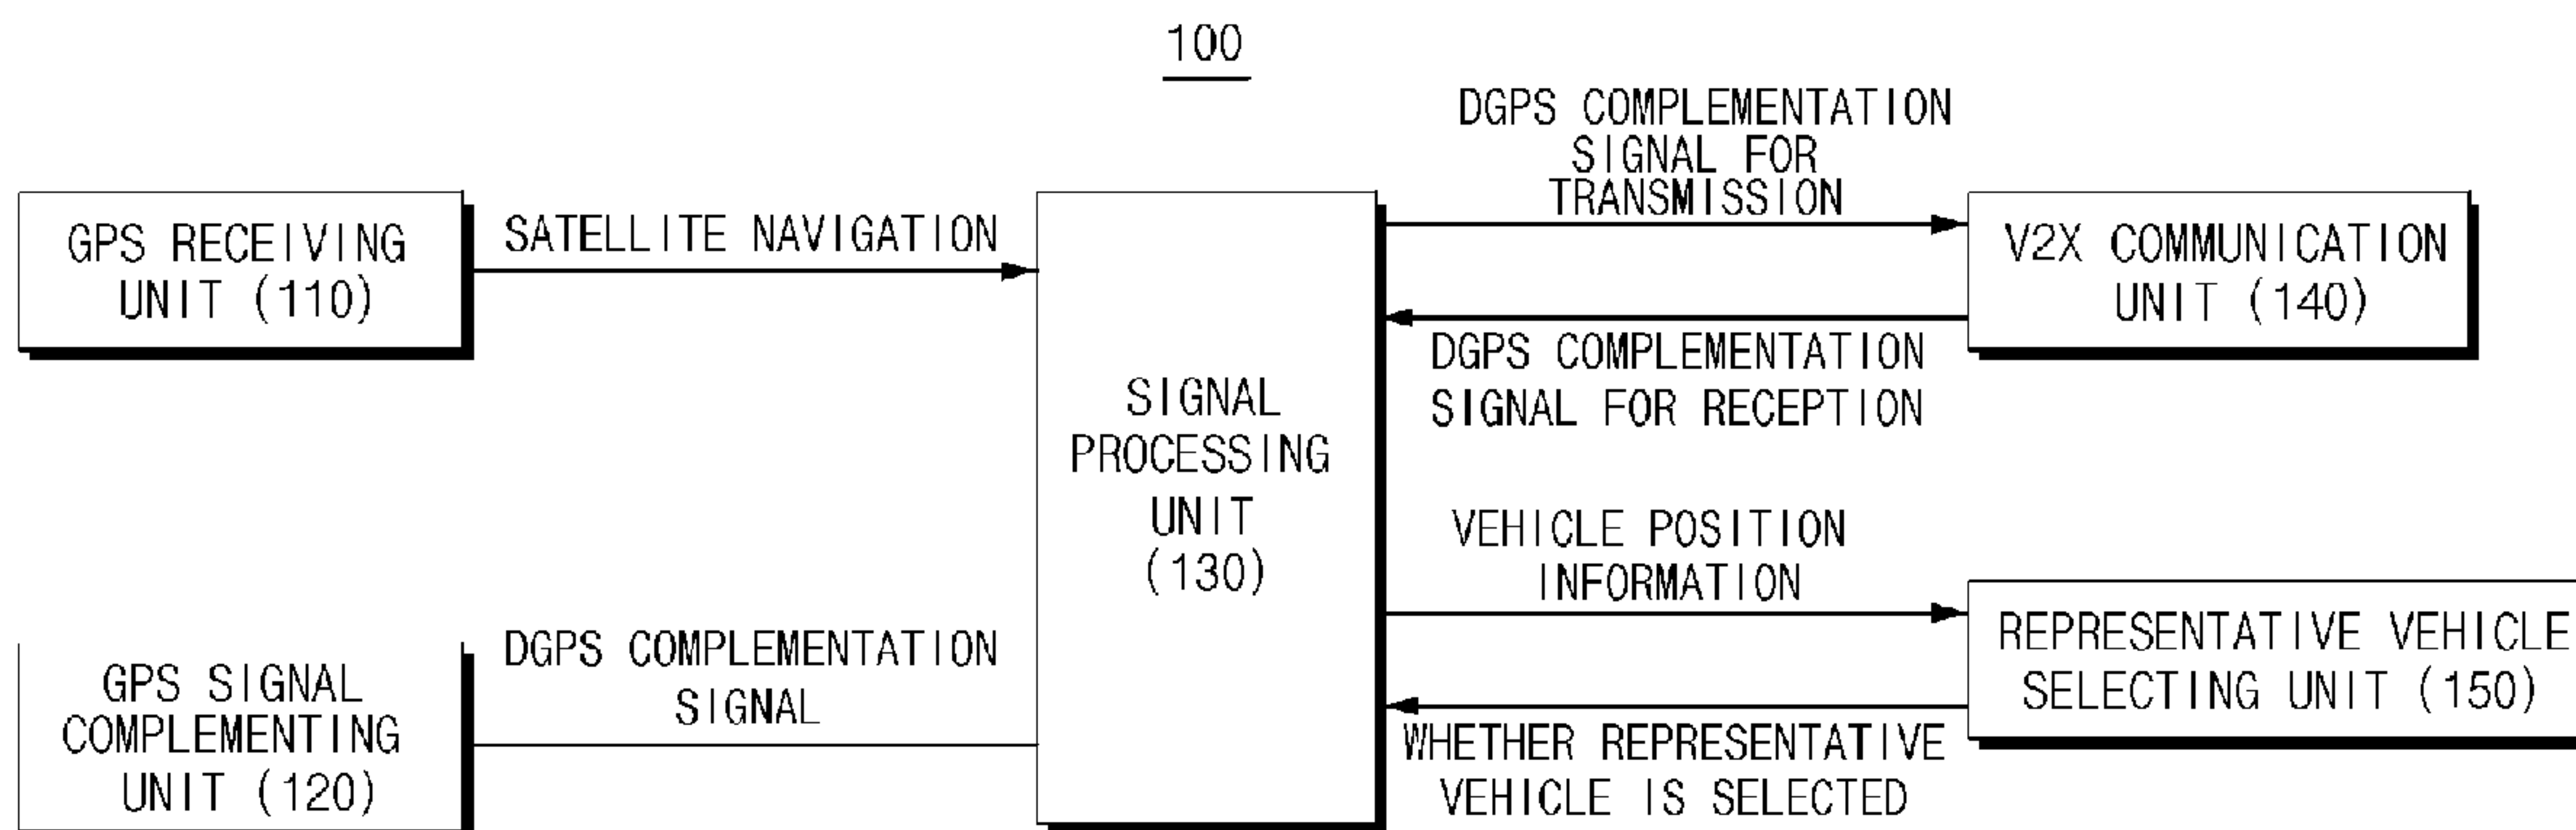 100
GPS RECEIVING
UNIT (110)
SATELLITE NAVIGATION
GPS SIGNAL
COMPLEMENTING
UNIT (120)
DGPS COMPLEMENTATION
SIGNAL
SIGNAL
PROCESSING
UNIT
(130)
DGPS COMPLEMENTATION
SIGNAL FOR
TRANSMISSION
DGPS COMPLEMENTATION
SIGNAL FOR RECEPTION
V2X COMMUNICATION
UNIT (140)
VEHICLE POSITION
INFORMATION
WHETHER REPRESENTATIVE
VEHICLE IS SELECTED
REPRESENTATIVE VEHICLE
SELECTING UNIT (150)